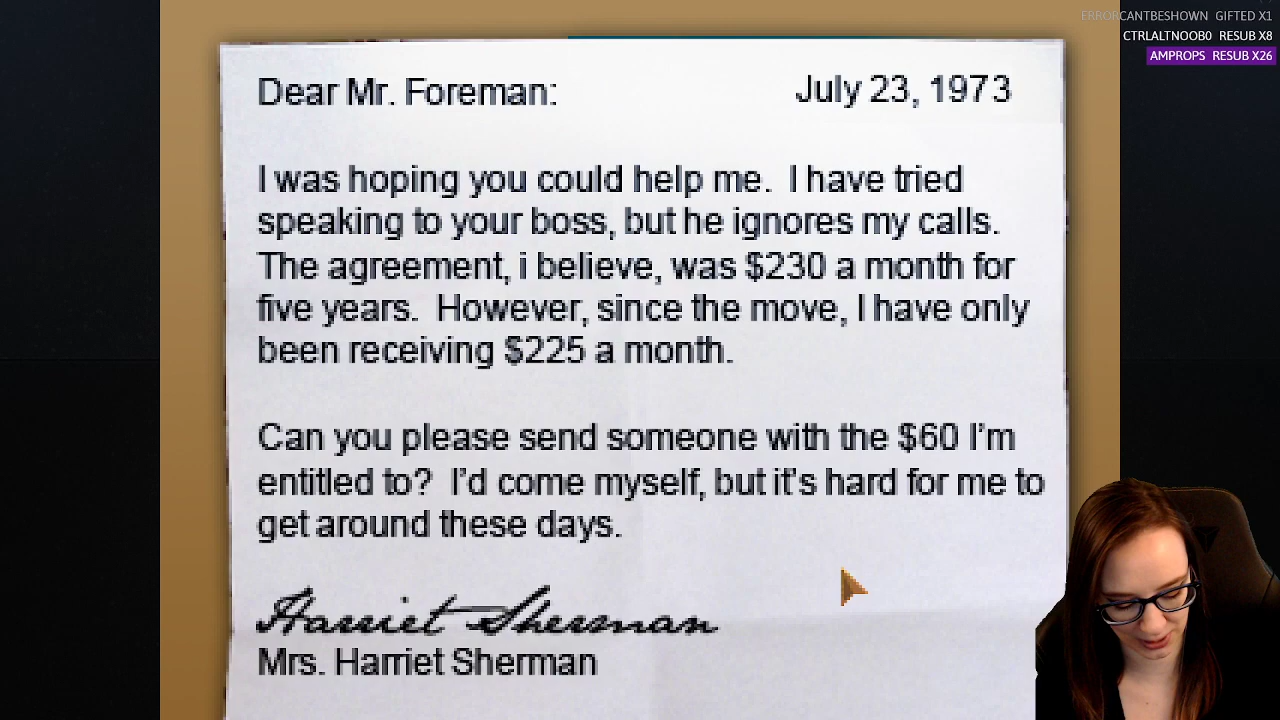 ERRORCANTBESHOWN GIFTED X1
CTRLALTNOOB0 RESUB X8
AMPROPS RESUB X26
Dear Mr. Foreman:
July 23, 1973
I was hoping you could help me. I have tried
speaking to your boss, but he ignores my calls.
The agreement, i believe, was $230 a month for
five years. However, since the move, I have only
been receiving $225 a month.
Can you please send someone with the $60 I'm
entitled to? I'd come myself, but it's hard for me to
get around these days.
Harriet Sherman
Mrs. Harriet Sherman